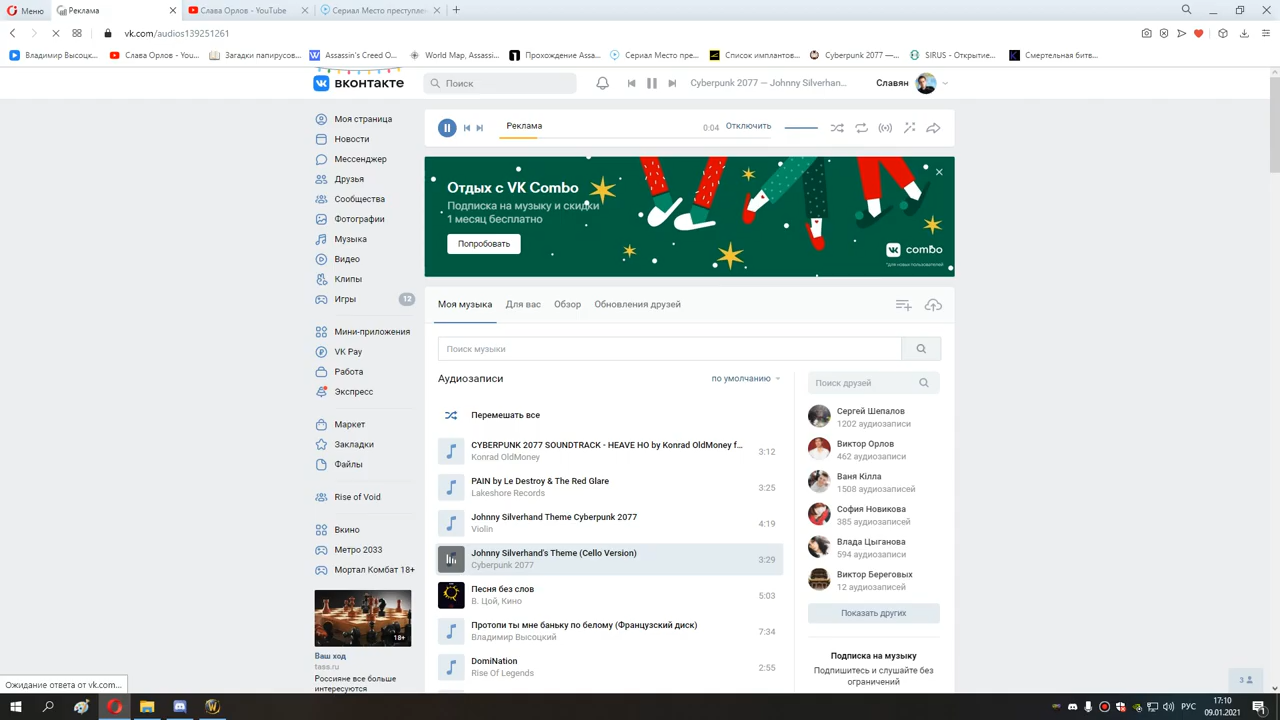 Меню
Реклама
Слава Орлов - YouTube
Сериал Место преступлен
vk.com/audios139251261
Владимир Высоцк...
Слава Орлов - You...
Загадки папирусов...
Assassin's Creed O...
World Map, Assassi...
Прохождение Assa...
Сериал Место пре...
Список имплантов...
Cyberpunk 2077 —...
SIRUS - Открытие...
Смертельная битв...
ВКОНТАКТЕ
Поиск
Cyberpunk 2077 — Johnny Silverhan...
Славян
Моя страница
Новости
Мессенджер
Друзья
Сообщества
Фотографии
Музыка
Видео
Клипы
Игры
12
Мини-приложения
VK Pay
Работа
Экспресс
Маркет
Закладки
Файлы
Rise of Void
Вкино
Метро 2033
Мортал Комбат 18+
18+
Ваш ход
tass.ru
Россияне все больше
интересуются
Реклама
0:04
Отключить
Отдых с VK Combo
Подписка на музыку и скидки
1 месяц бесплатно
Попробовать
combo
*для новых пользователей
Моя музыка
Для вас
Обзор
Обновления друзей
Поиск музыки
Аудиозаписи
по умолчанию
Перемешать все
CYBERPUNK 2077 SOUNDTRACK - HEAVE HO by Konrad OldMoney f...
Konrad OldMoney
3:12
PAIN by Le Destroy & The Red Glare
Lakeshore Records
3:25
Johnny Silverhand Theme Cyberpunk 2077
Violin
4:19
Johnny Silverhand's Theme (Cello Version)
Cyberpunk 2077
3:29
Песня без слов
В. Цой, Кино
5:03
Протопи ты мне баньку по белому (Французский диск)
Владимир Высоцкий
7:34
DomiNation
Rise Of Legends
2:55
Поиск друзей
Сергей Шепалов
1202 аудиозаписи
Виктор Орлов
462 аудиозаписи
Ваня Кілла
1508 аудиозаписей
София Новикова
385 аудиозаписей
Влада Цыганова
594 аудиозаписи
Виктор Береговых
12 аудиозаписей
Показать других
Подписка на музыку
Подпишитесь и слушайте без
ограничений
3
Ожидание ответа от vk.com...
РУС
17:10
09.01.2021
1